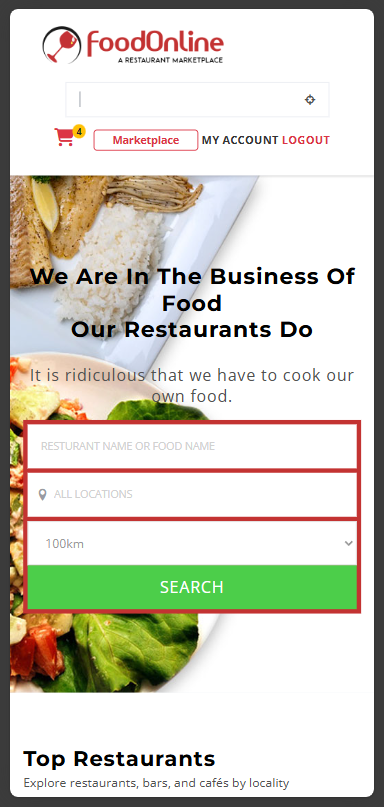 FoodOnline
A RESTAURANT MARKETPLACE
4
Marketplace MY ACCOUNT LOGOUT
We Are In The Business Of
Food
Our Restaurants Do
It is ridiculous that we have to cook our
own food.
RESTURANT NAME OR FOOD NAME
ALL LOCATIONS
100km
SEARCH
Top Restaurants
Explore restaurants, bars, and cafés by locality